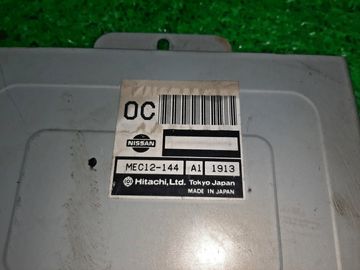 OC
NISSAN
MEC12-144 A1 1913
Hitachi, Ltd. Tokyo Japan
MADE IN JAPAN